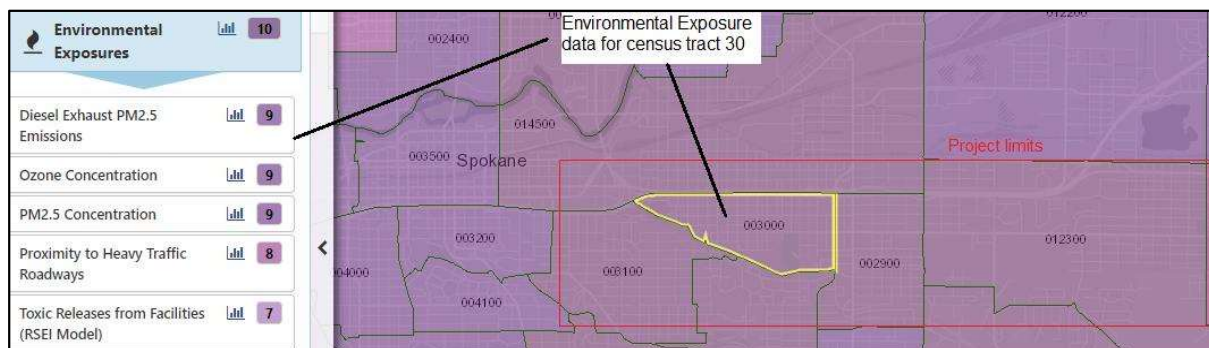 Environmental
Exposures
10
Diesel Exhaust PM2.5
Emissions
9
Ozone Concentration
9
PM2.5 Concentration
9
Proximity to Heavy Traffic
Roadways
8
Toxic Releases from Facilities
(RSEI Model)
7
Environmental Exposure
data for census tract 30
002400
012200
014500
003500
Spokane
Project limits
003200
003000
003100
002900
012300
004100